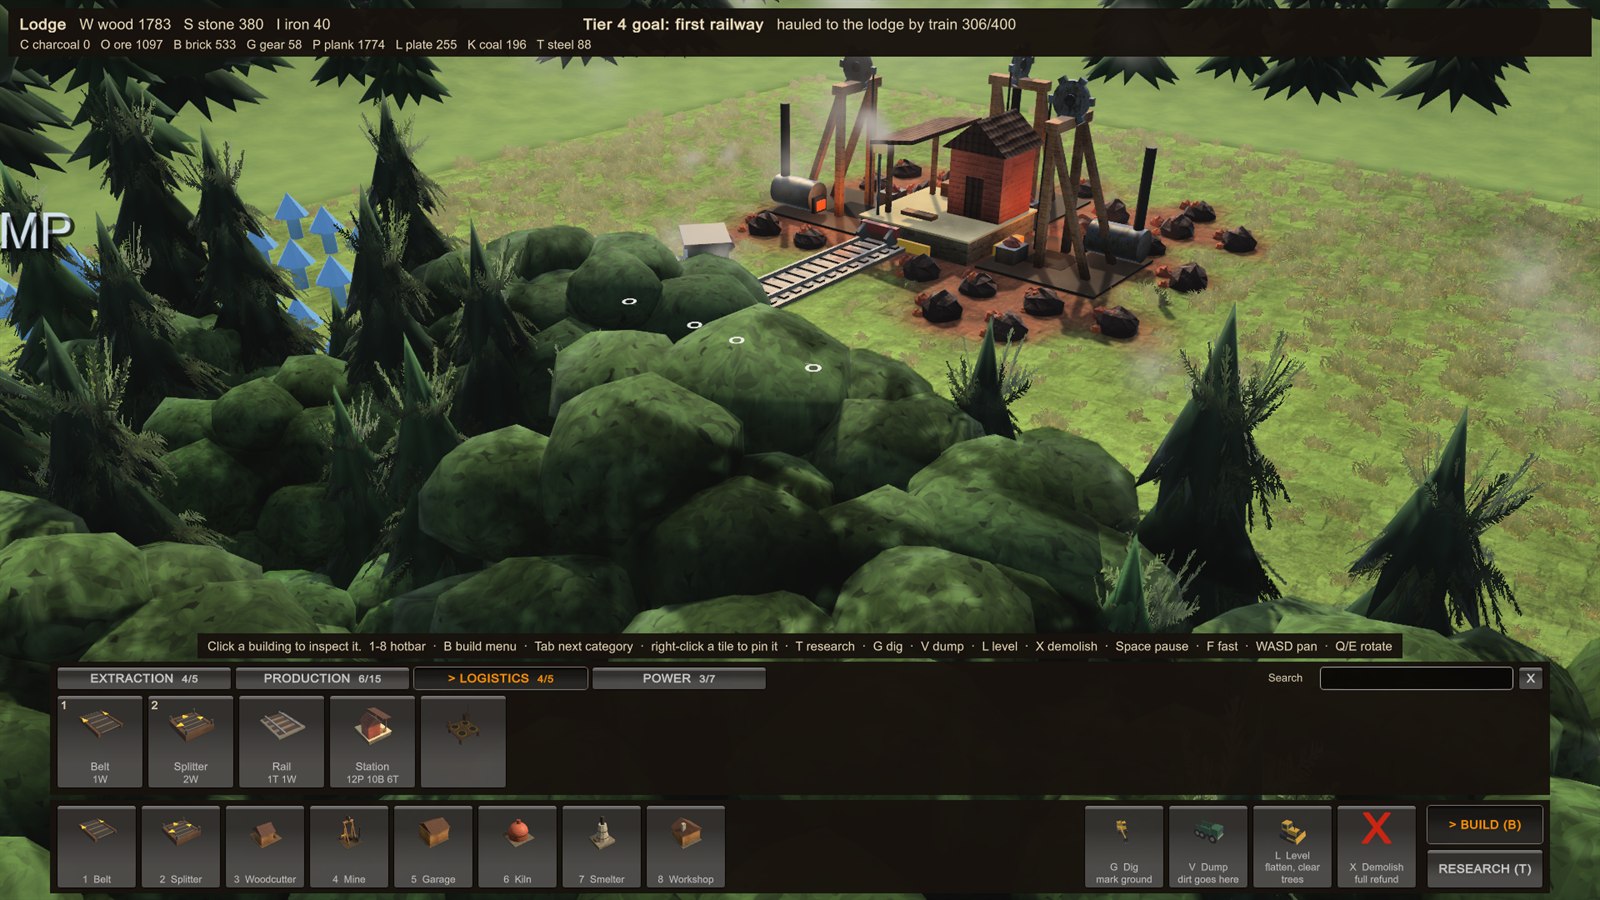 Lodge W wood 1783 S stone 380 I iron 40
Tier 4 goal: first railway hauled to the lodge by train 306/400
C charcoal 0 O ore 1097 B brick 533 G gear 58 P plank 1774 L plate 255 K coal 196 T steel 88
MP
Click a building to inspect it. 1-8 hotbar · B build menu · Tab next category · right-click a tile to pin it · T research · G dig · V dump · L level · X demolish · Space pause · F fast · WASD pan · Q/E rotate
EXTRACTION 4/5
PRODUCTION 6/15
> LOGISTICS 4/5
POWER 3/7
Search
X
1
Belt
1W
2
Splitter
2W
Rail
1T 1W
Station
12P 10B 6T
1 Belt
2 Splitter
3 Woodcutter
4 Mine
5 Garage
6 Kiln
7 Smelter
8 Workshop
G Dig
mark ground
V Dump
dirt goes here
L Level
flatten, clear
trees
X Demolish
full refund
> BUILD (B)
RESEARCH (T)